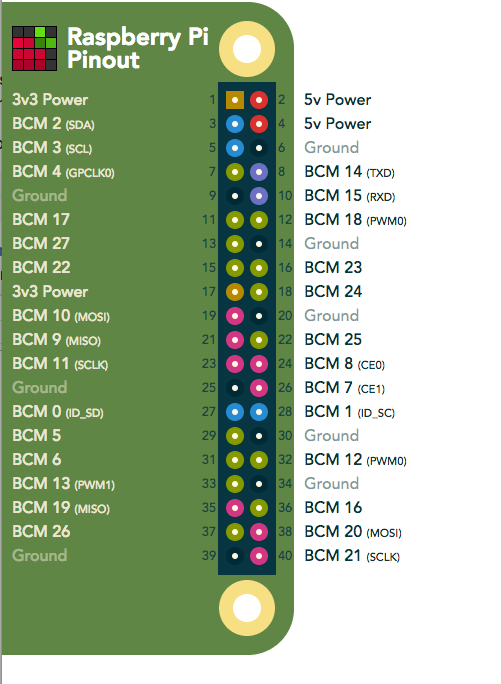 Raspberry Pi
Pinout
3v3 Power 1 2 5v Power
BCM 2 (SDA) 3 4 5v Power
BCM 3 (SCL) 5 6 Ground
BCM 4 (GPCLK0) 7 8 BCM 14 (TXD)
Ground 9 10 BCM 15 (RXD)
BCM 17 11 12 BCM 18 (PWM0)
BCM 27 13 14 Ground
BCM 22 15 16 BCM 23
3v3 Power 17 18 BCM 24
BCM 10 (MOSI) 19 20 Ground
BCM 9 (MISO) 21 22 BCM 25
BCM 11 (SCLK) 23 24 BCM 8 (CE0)
Ground 25 26 BCM 7 (CE1)
BCM 0 (ID_SD) 27 28 BCM 1 (ID_SC)
BCM 5 29 30 Ground
BCM 6 31 32 BCM 12 (PWM0)
BCM 13 (PWM1) 33 34 Ground
BCM 19 (MISO) 35 36 BCM 16
BCM 26 37 38 BCM 20 (MOSI)
Ground 39 40 BCM 21 (SCLK)